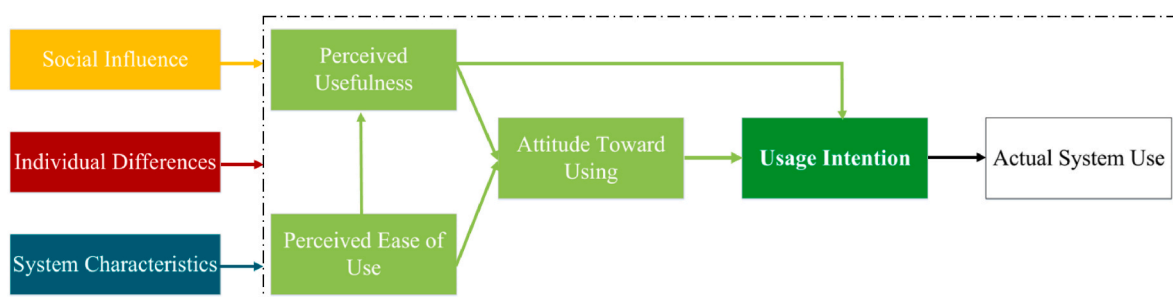 Social Influence
Perceived
Usefulness
Individual Differences
Attitude Toward
Using
Usage Intention
Actual System Use
System Characteristics
Perceived Ease of
Use